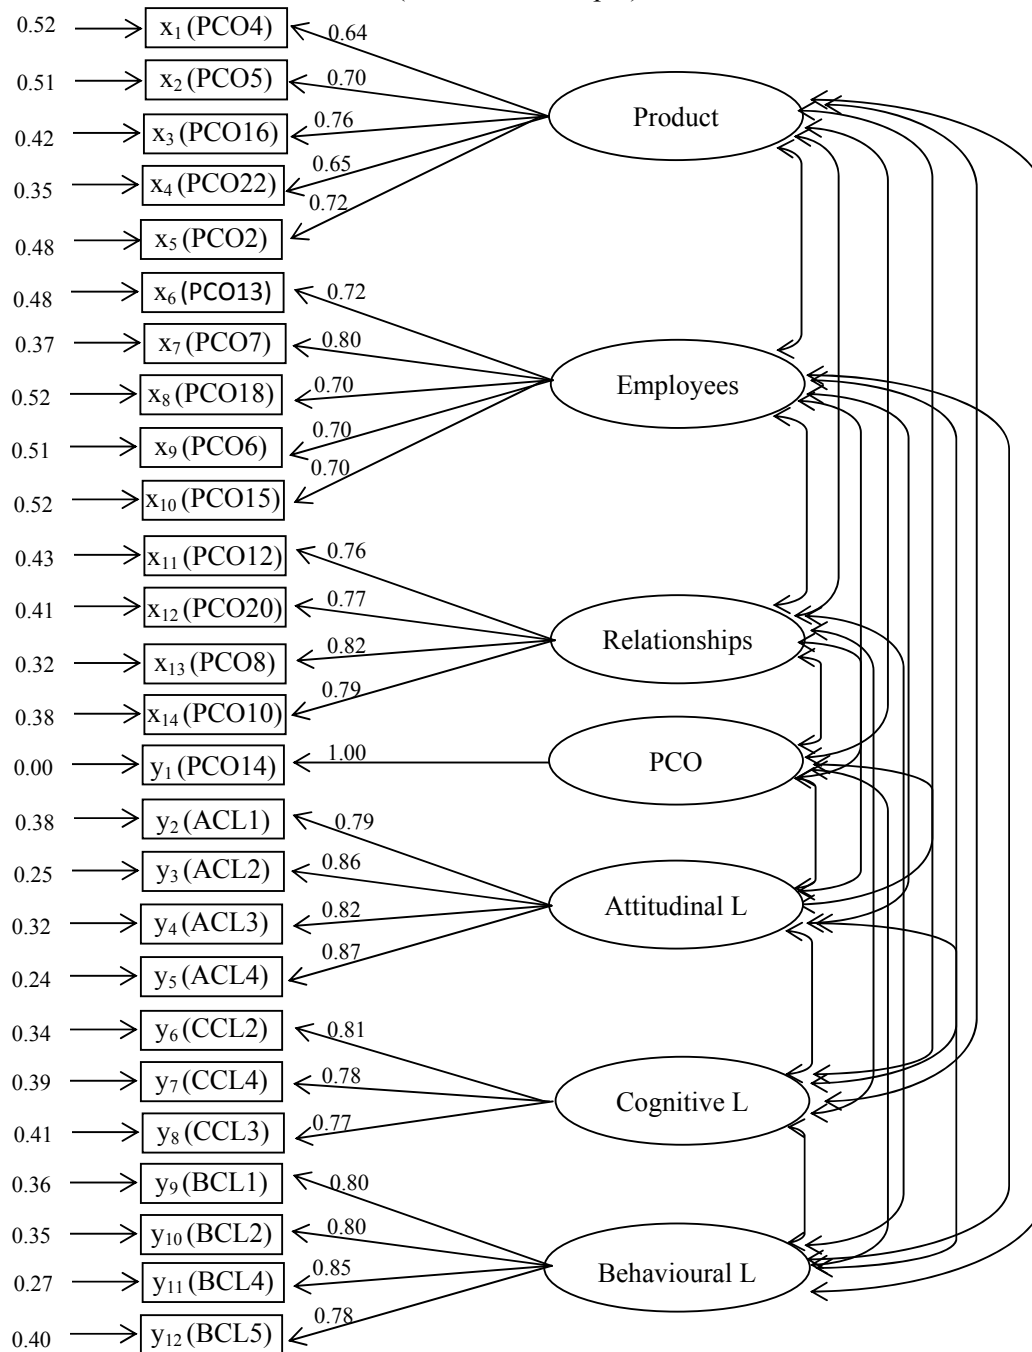 0.52 x₁ (PCO4) 0.64
0.51 x₂ (PCO5) 0.70
Product
0.42 x₃ (PCO16) 0.76
0.35 x₄ (PCO22) 0.65
0.48 x₅ (PCO2) 0.72
0.48 x₆ (PCO13) 0.72
0.37 x₇ (PCO7) 0.80
Employees
0.52 x₈ (PCO18) 0.70
0.51 x₉ (PCO6) 0.70
0.52 x₁₀ (PCO15) 0.70
0.43 x₁₁ (PCO12) 0.76
0.41 x₁₂ (PCO20) 0.77
Relationships
0.32 x₁₃ (PCO8) 0.82
0.38 x₁₄ (PCO10) 0.79
0.00 y₁ (PCO14) 1.00 PCO
0.38 y₂ (ACL1) 0.79
0.25 y₃ (ACL2) 0.86
Attitudinal L
0.32 y₄ (ACL3) 0.82
0.24 y₅ (ACL4) 0.87
0.34 y₆ (CCL2) 0.81
0.39 y₇ (CCL4) 0.78
Cognitive L
0.41 y₈ (CCL3) 0.77
0.36 y₉ (BCL1) 0.80
0.35 y₁₀ (BCL2) 0.80
Behavioural L
0.27 y₁₁ (BCL4) 0.85
0.40 y₁₂ (BCL5) 0.78